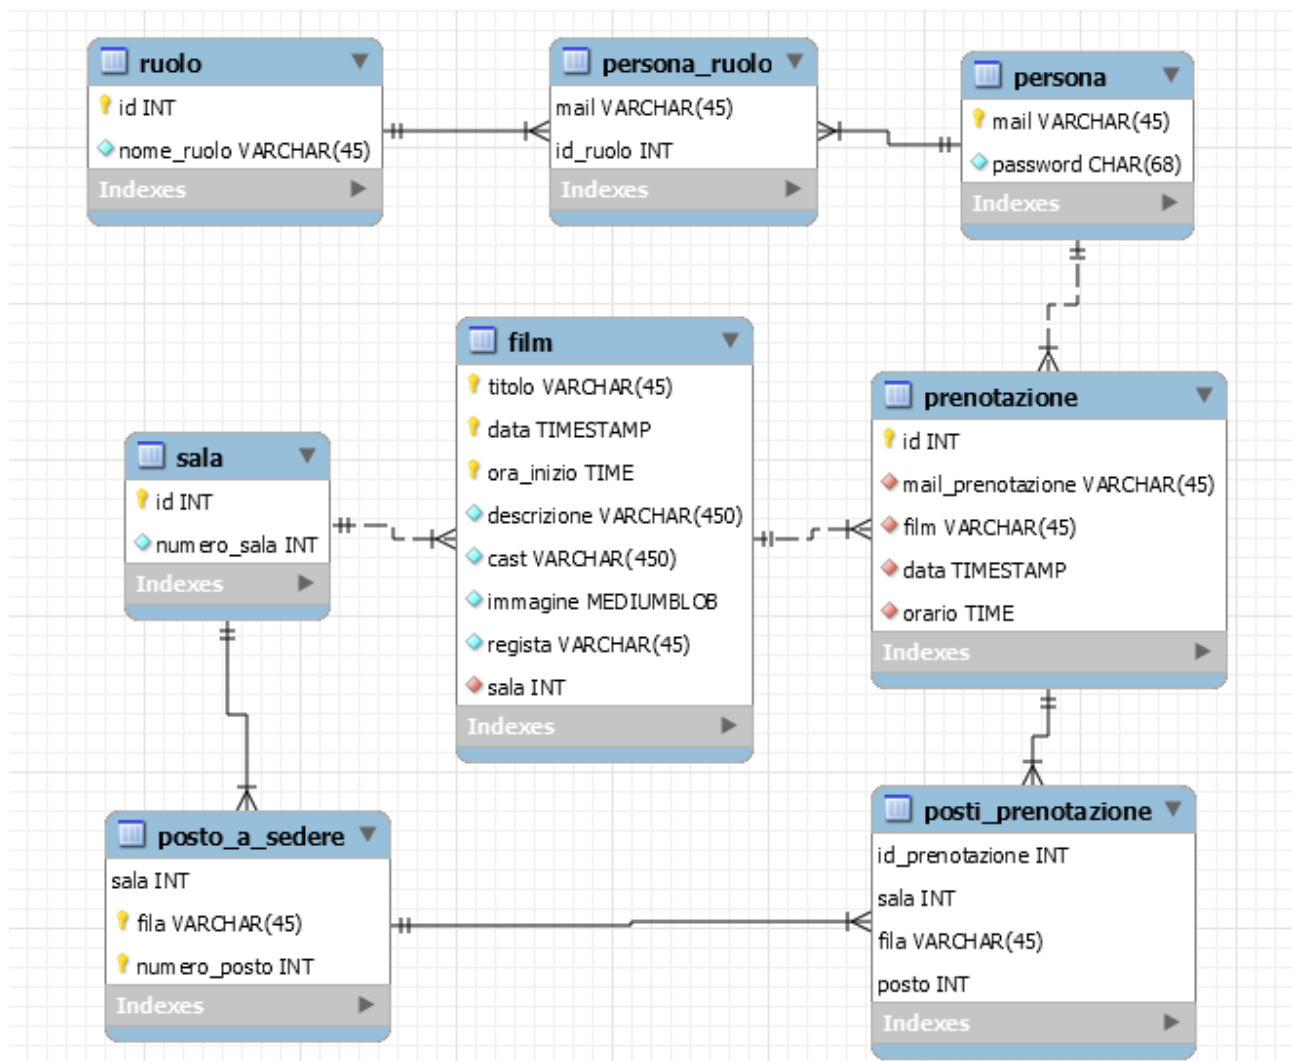 ruolo
id INT
nome_ruolo VARCHAR(45)
Indexes
persona_ruolo
mail VARCHAR(45)
id_ruolo INT
Indexes
persona
mail VARCHAR(45)
password CHAR(68)
Indexes
film
titolo VARCHAR(45)
data TIMESTAMP
ora_inizio TIME
descrizione VARCHAR(450)
cast VARCHAR(450)
immagine MEDIUMBLOB
regista VARCHAR(45)
sala INT
Indexes
prenotazione
id INT
mail_prenotazione VARCHAR(45)
film VARCHAR(45)
data TIMESTAMP
orario TIME
Indexes
sala
id INT
numero_sala INT
Indexes
posto_a_sedere
sala INT
fila VARCHAR(45)
numero_posto INT
Indexes
posti_prenotazione
id_prenotazione INT
sala INT
fila VARCHAR(45)
posto INT
Indexes